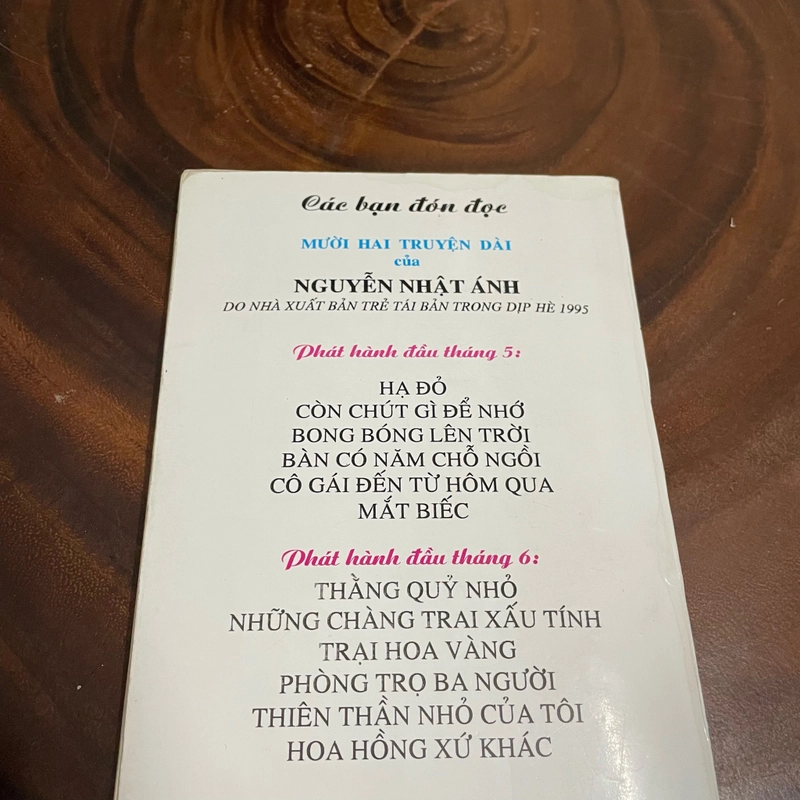 Các bạn đón đọc
MƯỜI HAI TRUYỆN DÀI
của
NGUYỄN NHẬT ÁNH
DO NHÀ XUẤT BẢN TRẺ TÁI BẢN TRONG DỊP HÈ 1995
Phát hành đầu tháng 5:
HẠ ĐỎ
CÒN CHÚT GÌ ĐỂ NHỚ
BONG BÓNG LÊN TRỜI
BÀN CÓ NĂM CHỖ NGỒI
CÔ GÁI ĐẾN TỪ HÔM QUA
MẮT BIẾC
Phát hành đầu tháng 6:
THẰNG QUỶ NHỎ
NHỮNG CHÀNG TRAI XẤU TÍNH
TRẠI HOA VÀNG
PHÒNG TRỌ BA NGƯỜI
THIÊN THẦN NHỎ CỦA TÔI
HOA HỒNG XỨ KHÁC